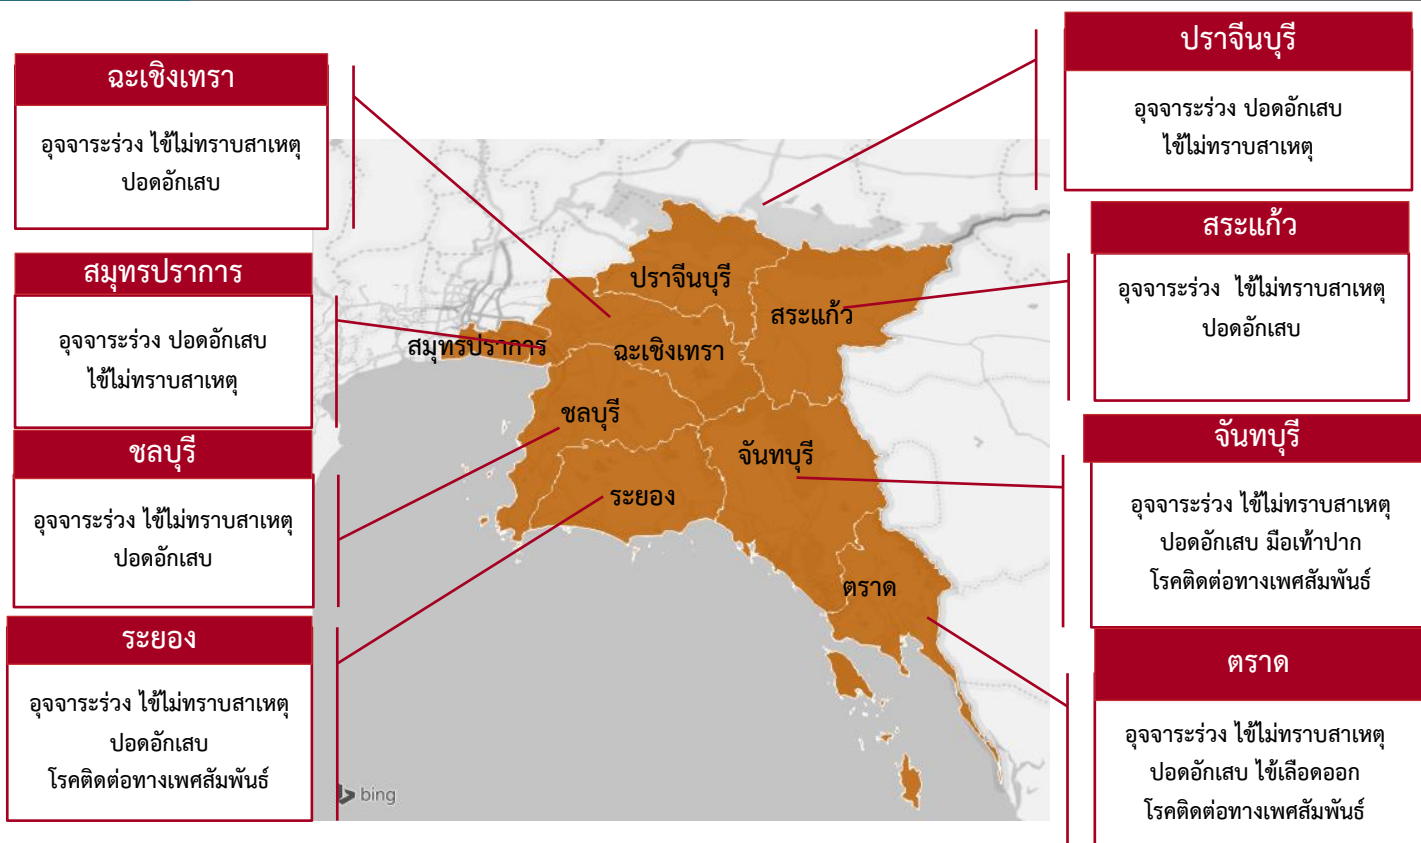 ฉะเชิงเทรา
อุจจาระร่วง ไข้ไม่ทราบสาเหตุ
ปอดอักเสบ
สมุทรปราการ
อุจจาระร่วง ปอดอักเสบ
ไข้ไม่ทราบสาเหตุ
ชลบุรี
อุจจาระร่วง ไข้ไม่ทราบสาเหตุ
ปอดอักเสบ
ระยอง
อุจจาระร่วง ไข้ไม่ทราบสาเหตุ
ปอดอักเสบ
โรคติดต่อทางเพศสัมพันธ์
ปราจีนบุรี
สระแก้ว
สมุทรปราการ
ฉะเชิงเทรา
ชลบุรี
จันทบุรี
ระยอง
ตราด
bing
ปราจีนบุรี
อุจจาระร่วง ปอดอักเสบ
ไข้ไม่ทราบสาเหตุ
สระแก้ว
อุจจาระร่วง ไข้ไม่ทราบสาเหตุ
ปอดอักเสบ
จันทบุรี
อุจจาระร่วง ไข้ไม่ทราบสาเหตุ
ปอดอักเสบ มือเท้าปาก
โรคติดต่อทางเพศสัมพันธ์
ตราด
อุจจาระร่วง ไข้ไม่ทราบสาเหตุ
ปอดอักเสบ ไข้เลือดออก
โรคติดต่อทางเพศสัมพันธ์